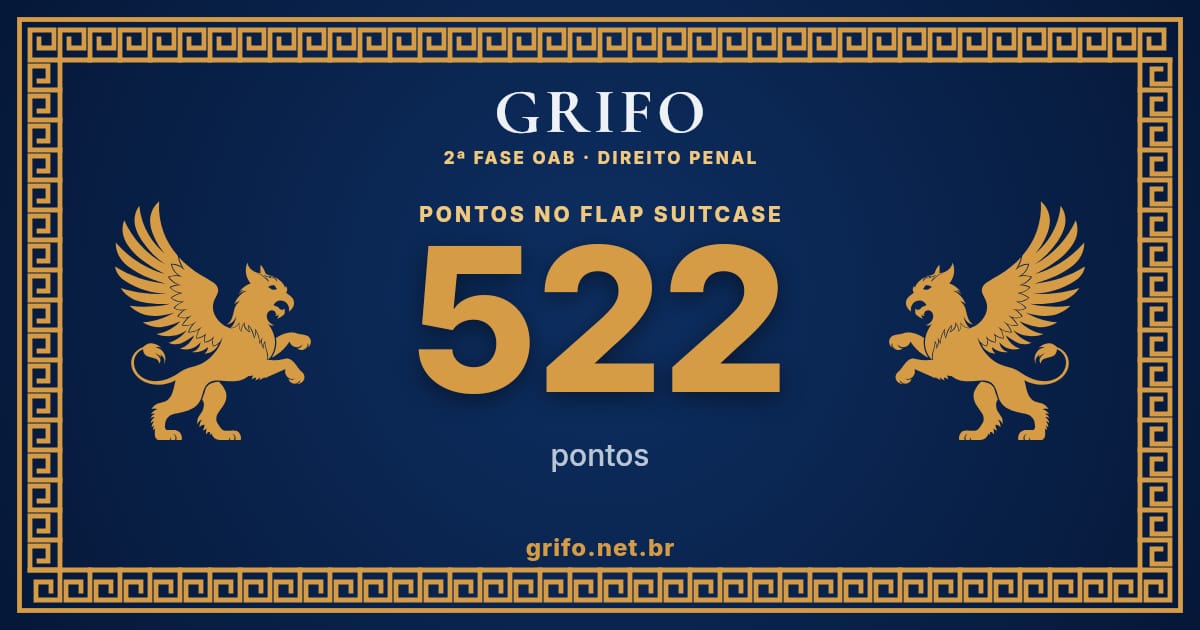 GRIFO
2ª FASE OAB · DIREITO PENAL
PONTOS NO FLAP SUITCASE
522
pontos
grifo.net.br